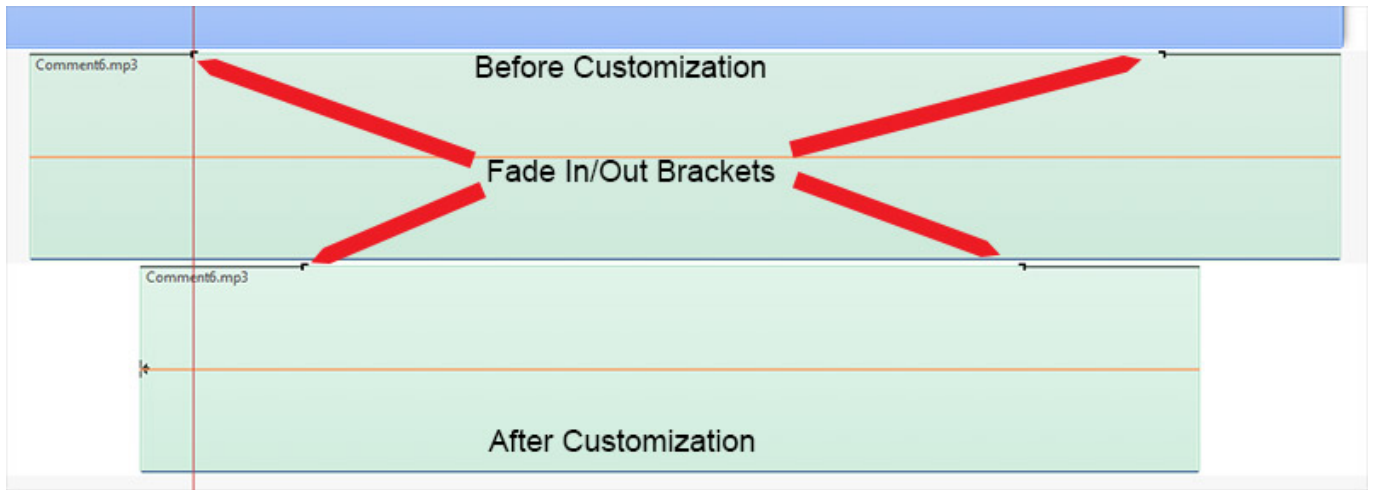 Comment6.mp3
Before Customization
Fade In/Out Brackets
Comment6.mp3
After Customization